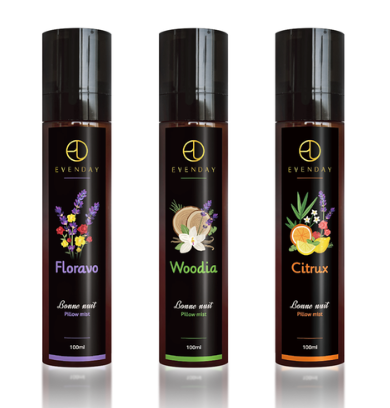 EVENDAY
Floravo
Bonne nuit
Pillow mist
100ml
EVENDAY
Woodia
Bonne nuit
Pillow mist
100ml
EVENDAY
Citrux
Bonne nuit
Pillow mist
100ml